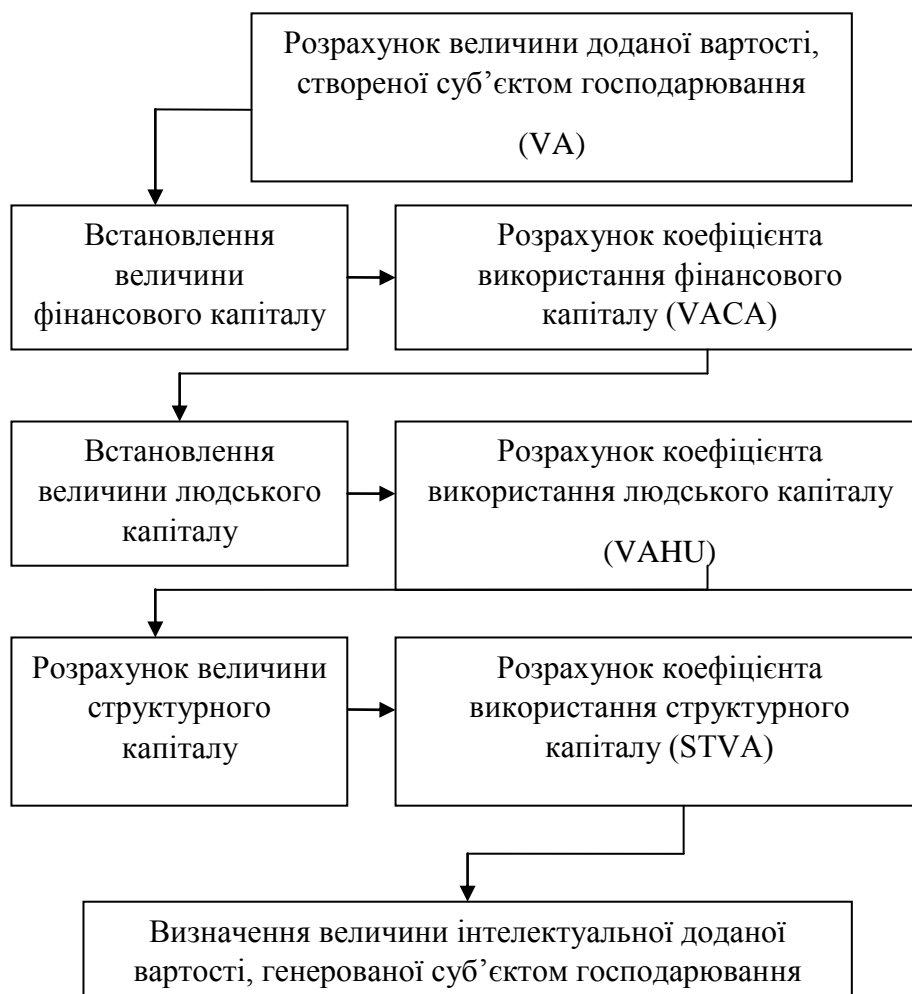 Розрахунок величини доданої вартості,
створеної суб’єктом господарювання
(VA)
Встановлення
величини
фінансового капіталу
Розрахунок коефіцієнта
використання фінансового
капіталу (VACA)
Встановлення
величини людського
капіталу
Розрахунок коефіцієнта
використання людського капіталу
(VAHU)
Розрахунок величини
структурного
капіталу
Розрахунок коефіцієнта
використання структурного
капіталу (STVA)
Визначення величини інтелектуальної доданої
вартості, генерованої суб’єктом господарювання